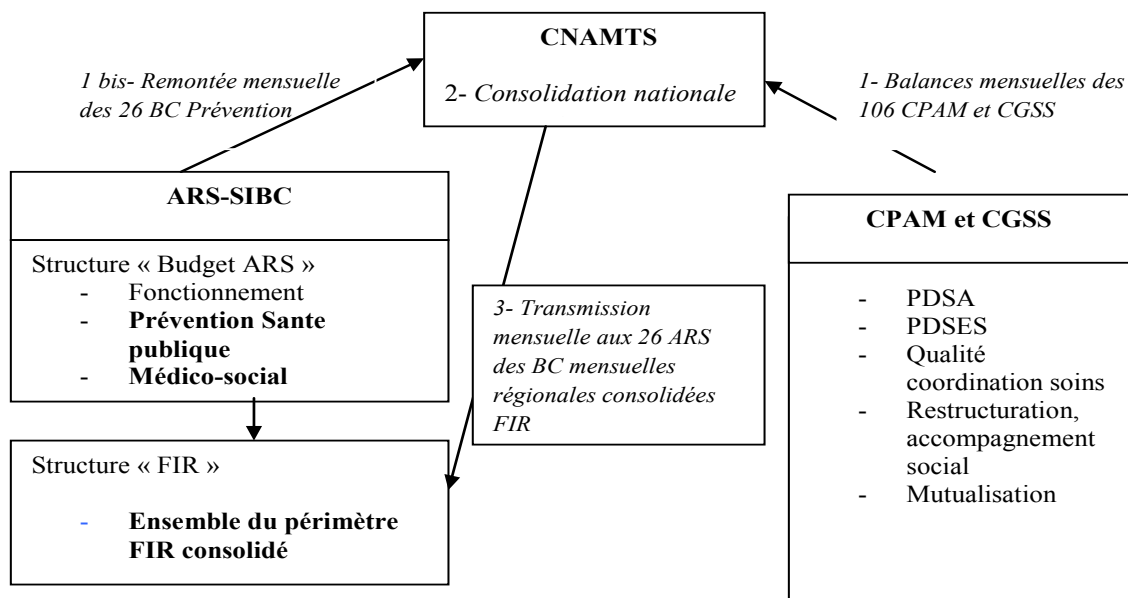 CNAMTS
2- Consolidation nationale
1 bis- Remontée mensuelle
des 26 BC Prévention
1- Balances mensuelles des
106 CPAM et CGSS
ARS-SIBC
Structure « Budget ARS »
- Fonctionnement
- Prévention Sante
publique
- Médico-social
3- Transmission
mensuelle aux 26 ARS
des BC mensuelles
régionales consolidées
FIR
Structure « FIR »
- Ensemble du périmètre
FIR consolidé
CPAM et CGSS
- PDSA
- PDSES
- Qualité
coordination soins
- Restructuration,
accompagnement
social
- Mutualisation